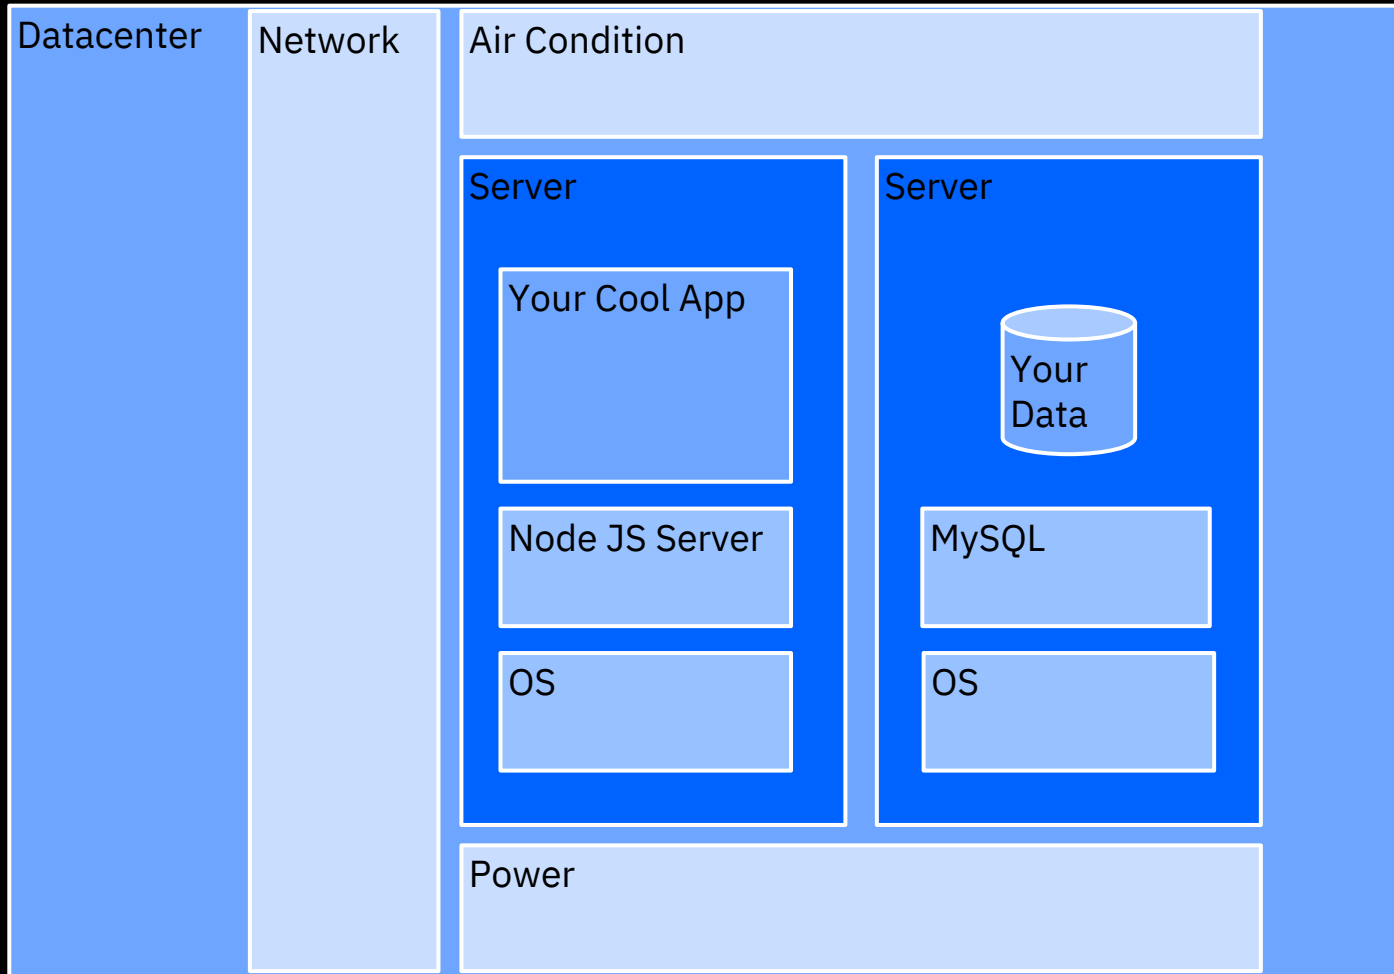 Datacenter
Network
Air Condition
Server
Your Cool App
Node JS Server
OS
Server
Your
Data
MySQL
OS
Power